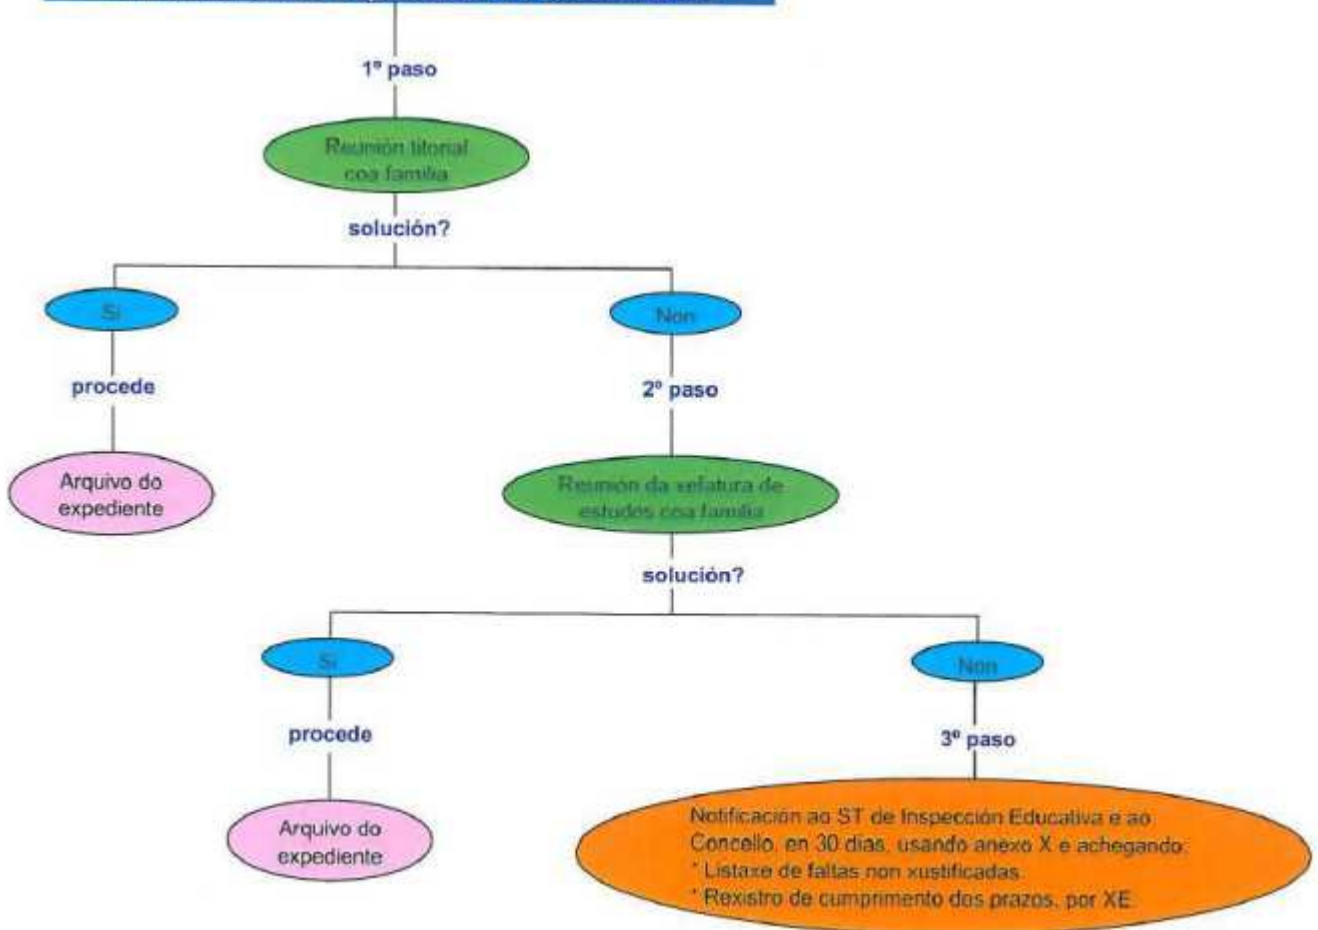 1º paso
Reunión titorial
coa familia
solución?
Si
Non
procede
2º paso
Arquivo do
expediente
Reunión da xefatura de
estudos coa familia
solución?
Si
Non
procede
3º paso
Arquivo do
expediente
Notificación ao ST de Inspección Educativa e ao
Concello, en 30 días, usando anexo X e achegando:
* Listaxe de faltas non xustificadas.
* Rexistro de cumprimento dos prazos, por XE.